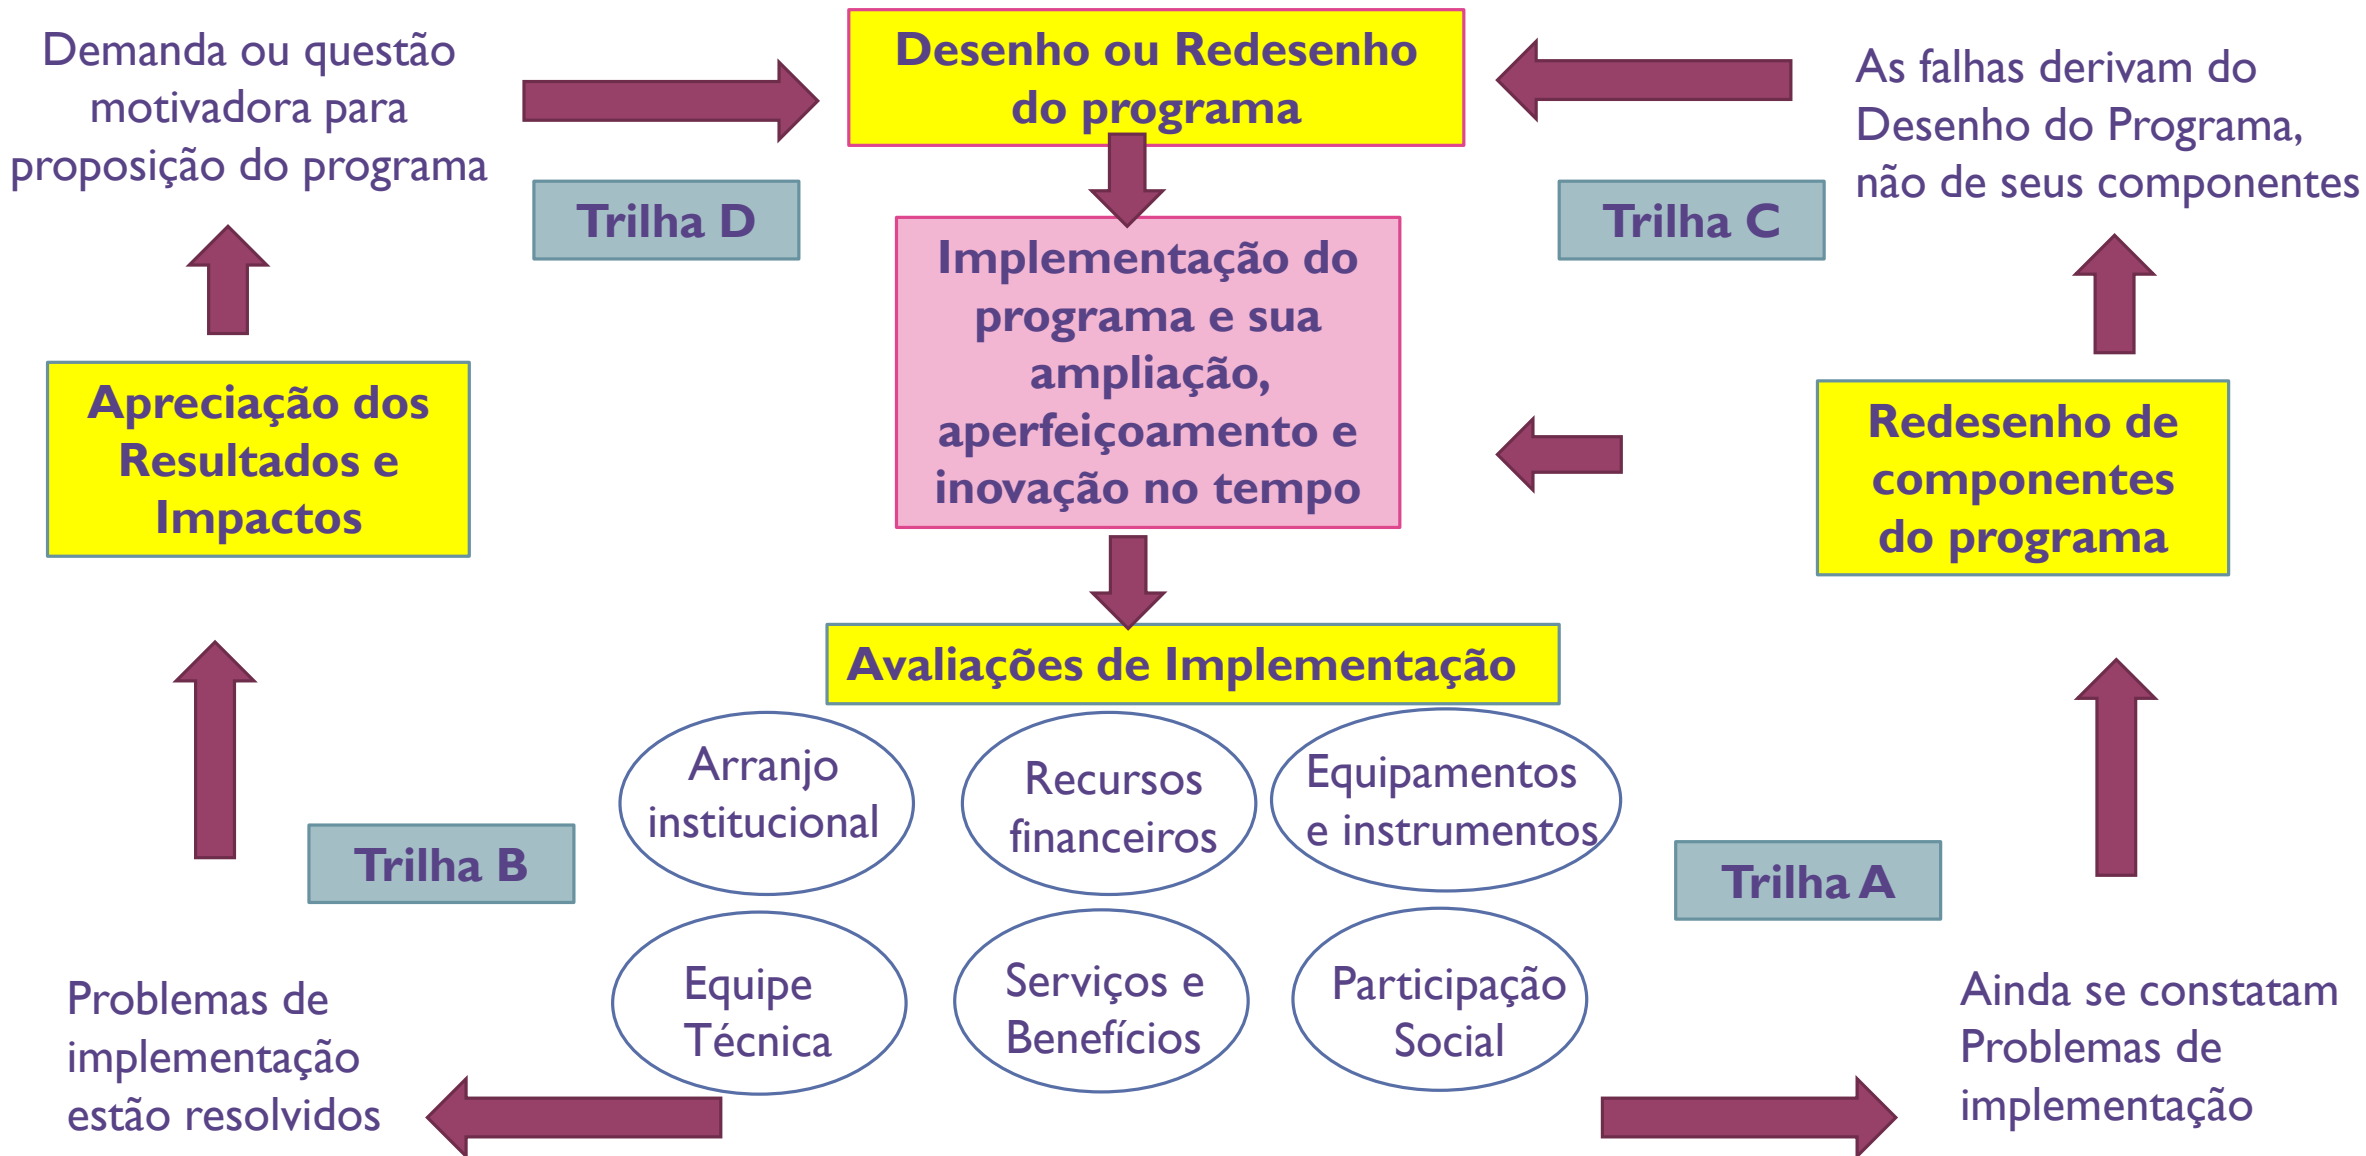 Demanda ou questão
motivadora para
proposição do programa
Desenho ou Redesenho
do programa
As falhas derivam do
Desenho do Programa,
não de seus componentes
Trilha D
Trilha C
Implementação do
programa e sua
ampliação,
aperfeiçoamento e
inovação no tempo
Apreciação dos
Resultados e
Impactos
Redesenho de
componentes
do programa
Avaliações de Implementação
Arranjo
institucional
Recursos
financeiros
Equipamentos
e instrumentos
Trilha B
Trilha A
Equipe
Técnica
Serviços e
Benefícios
Participação
Social
Problemas de
implementação
estão resolvidos
Ainda se constatam
Problemas de
implementação